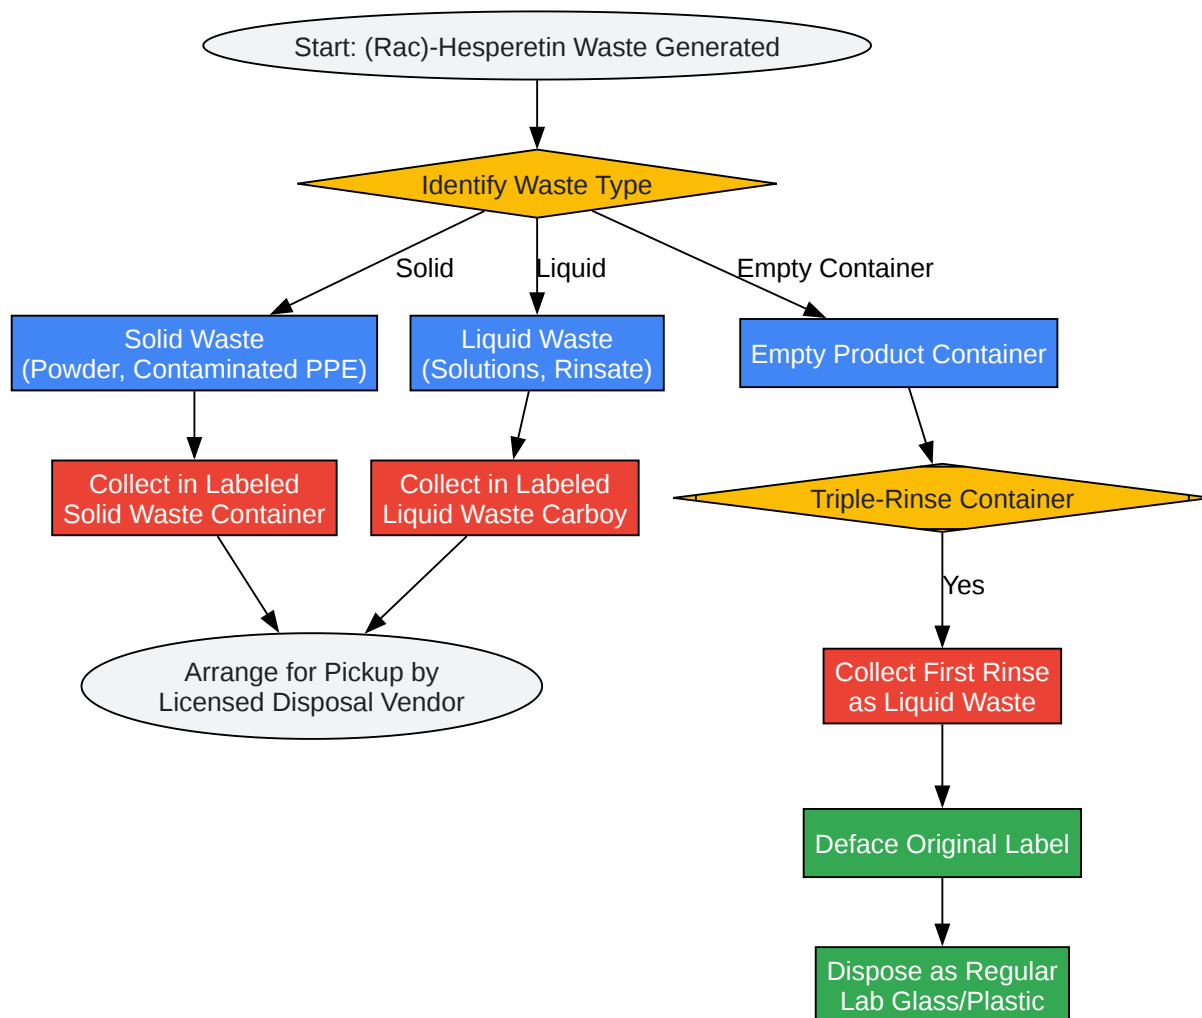 Start: (Rac)-Hesperetin Waste Generated
Identify Waste Type
Solid
Liquid
Empty Container
Solid Waste
(Powder, Contaminated PPE)
Liquid Waste
(Solutions, Rinsate)
Empty Product Container
Collect in Labeled
Solid Waste Container
Collect in Labeled
Liquid Waste Carboy
Triple-Rinse Container
Yes
Arrange for Pickup by
Licensed Disposal Vendor
Collect First Rinse
as Liquid Waste
Deface Original Label
Dispose as Regular
Lab Glass/Plastic